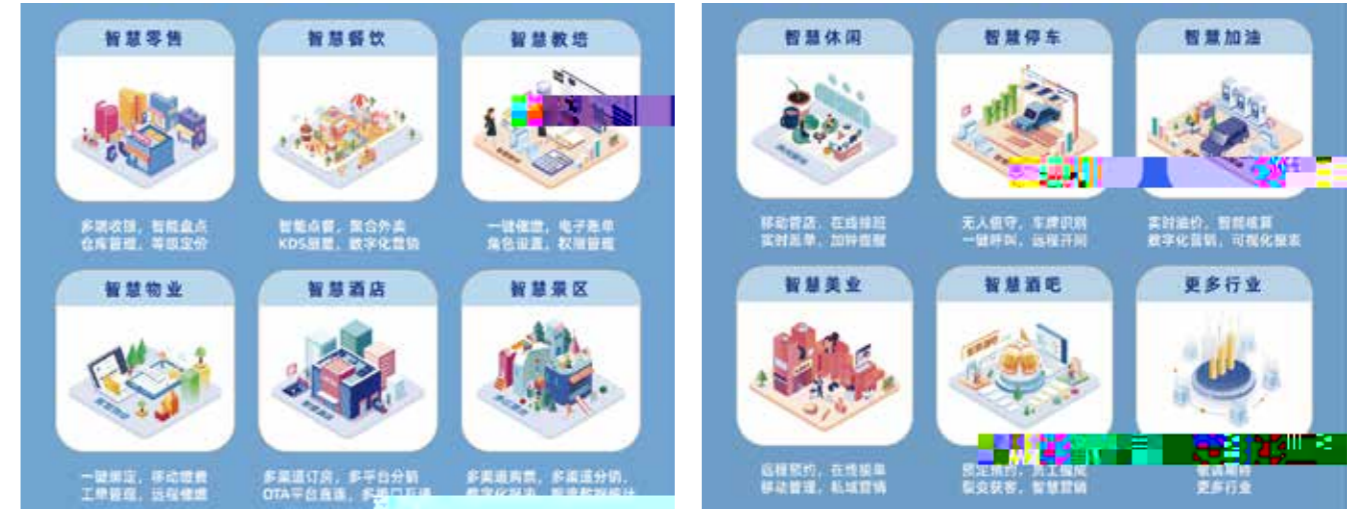 智慧零售
智慧餐饮
智慧教培
多端收银，智能盘点
仓库管理，等级定价
智能点餐，聚合外卖
KDS厨显，数字化营销
一键催缴，电子账单
角色设置，权限管理
智慧物业
智慧酒店
智慧景区
一键绑定，移动缴费
工单管理，远程催缴
多渠道订房，多平台分销
OTA平台直连，
多渠道购票，多渠道分销，
智慧休闲
智慧停车
智慧加油
移动管店，在线排班
实时账单，加钟提醒
无人值守，车牌识别
一键呼叫，远程开闸
实时油价，智能核算
数字化营销，可视化报表
智慧美业
智慧酒吧
更多行业
远程预约，在线接单
移动管理，私域营销
裂变获客，智慧营销
敬请期待
更多行业